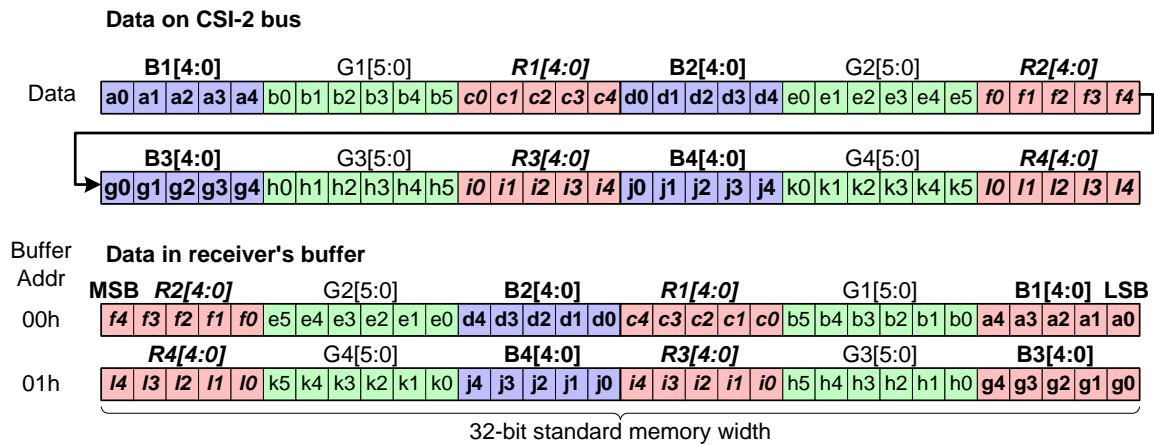 Data on CSI-2 bus
B1[4:0] G1[5:0] R1[4:0] B2[4:0] G2[5:0] R2[4:0]
Data a0 a1 a2 a3 a4 b0 b1 b2 b3 b4 b5 c0 c1 c2 c3 c4 d0 d1 d2 d3 d4 e0 e1 e2 e3 e4 e5 f0 f1 f2 f3 f4
B3[4:0] G3[5:0] R3[4:0] B4[4:0] G4[5:0] R4[4:0]
g0 g1 g2 g3 g4 h0 h1 h2 h3 h4 h5 i0 i1 i2 i3 i4 j0 j1 j2 j3 j4 k0 k1 k2 k3 k4 k5 l0 l1 l2 l3 l4
Buffer Addr
Data in receiver's buffer
MSB R2[4:0] G2[5:0] B2[4:0] R1[4:0] G1[5:0] B1[4:0] LSB
00h f4 f3 f2 f1 f0 e5 e4 e3 e2 e1 e0 d4 d3 d2 d1 d0 c4 c3 c2 c1 c0 b5 b4 b3 b2 b1 b0 a4 a3 a2 a1 a0
R4[4:0] G4[5:0] B4[4:0] R3[4:0] G3[5:0] B3[4:0]
01h l4 l3 l2 l1 l0 k5 k4 k3 k2 k1 k0 j4 j3 j2 j1 j0 i4 i3 i2 i1 i0 h5 h4 h3 h2 h1 h0 g4 g3 g2 g1 g0
32-bit standard memory width